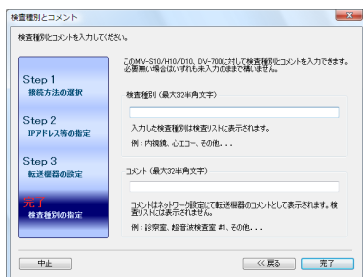 検査種別とコメント
検査種別とコメントを入力してください。
Step 1
接続方法の選択
Step 2
IPアドレス等の指定
Step 3
転送機器の設定
完了
検査種別の指定
このMV-S10/H10/D10、DV-700に対して検査種別とコメントを入力できます。
必要無い場合はいずれも未入力のままで構いません。
検査種別 (最大32半角文字)
入力した検査種別は検査リストに表示されます。
例：内視鏡、心エコー、その他...
コメント (最大32半角文字)
コメントはネットワーク設定にて転送機器のコメントとして表示されます。検
査リストには表示されません。
例：診察室、超音波検査室 #1、その他...
中止
<< 戻る
完了